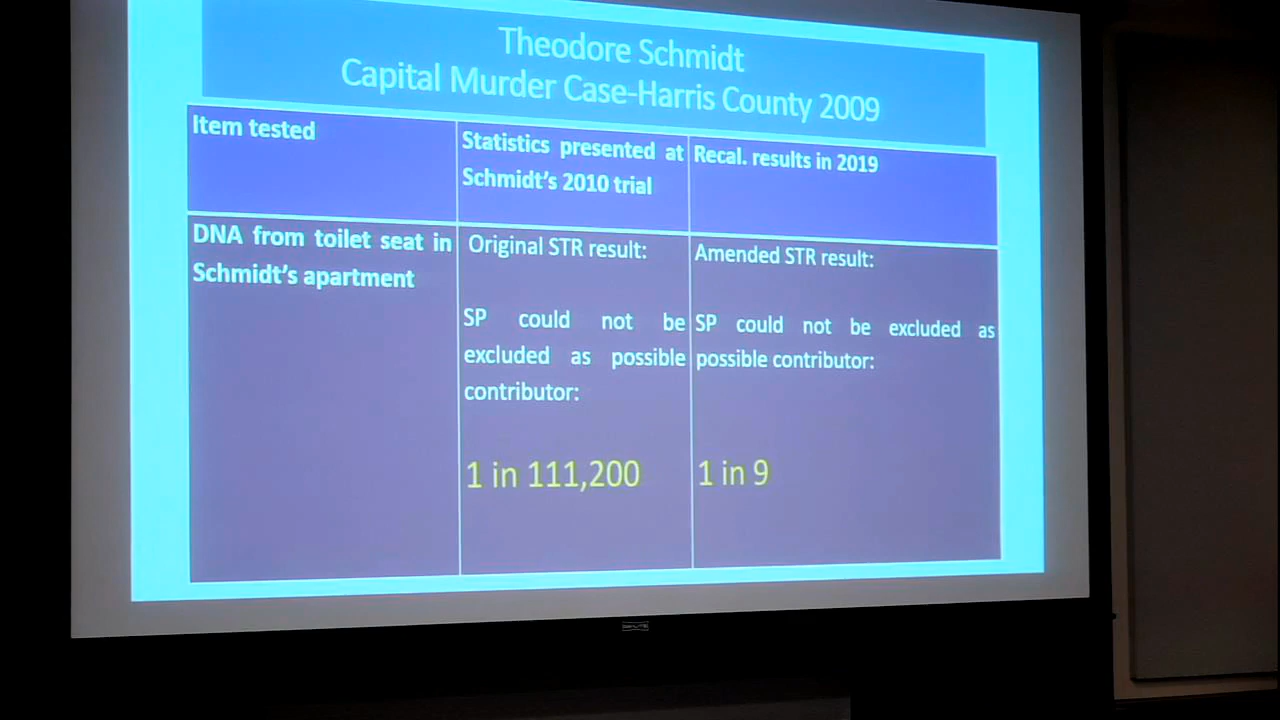 Theodore Schmidt
Capital Murder Case-Harris County 2009
Item tested
Statistics presented at
Schmidt's 2010 trial
Recal. results in 2019
DNA from toilet seat in
Schmidt's apartment
Original STR result:
SP could not be
excluded as possible
contributor:
1 in 111,200
Amended STR result:
SP could not be excluded as
possible contributor:
1 in 9